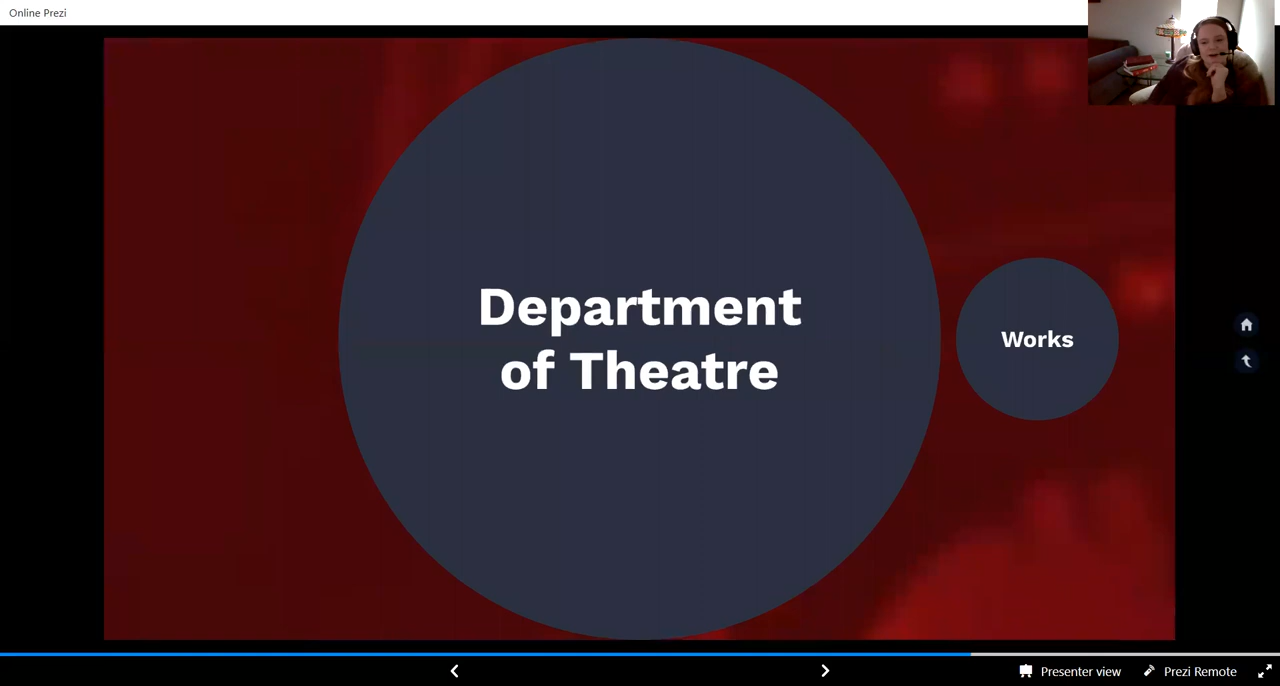 Online Prezi
Department
of Theatre
Works
Presenter view
Prezi Remote